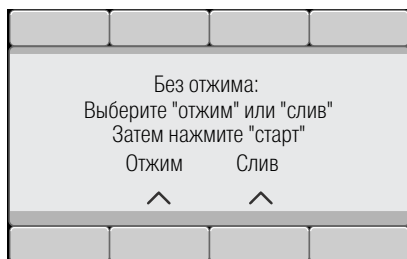 Без отжима:
Выберите "отжим" или "слив"
Затем нажмите "старт"
Отжим Слив